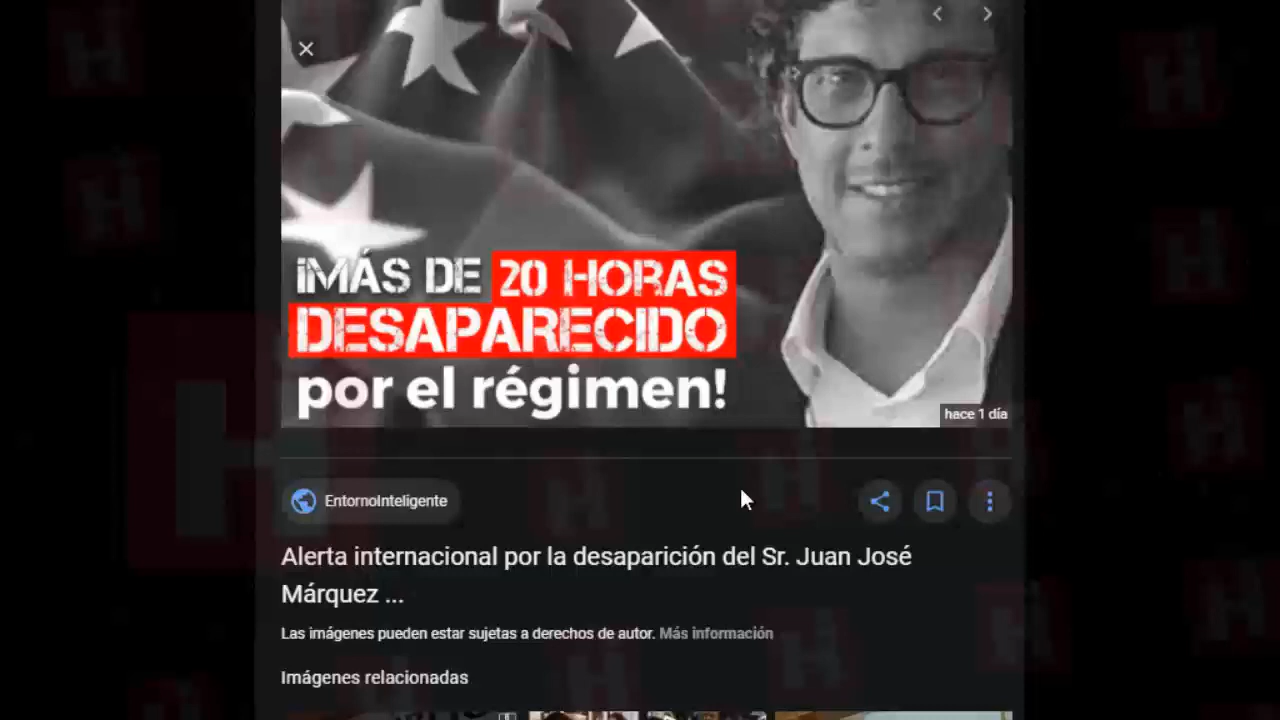 ¡MÁS DE 20 HORAS
DESAPARECIDO
por el régimen!
hace 1 día
EntornoInteligente
Alerta internacional por la desaparición del Sr. Juan José
Márquez ...
Las imágenes pueden estar sujetas a derechos de autor. Más información
Imágenes relacionadas